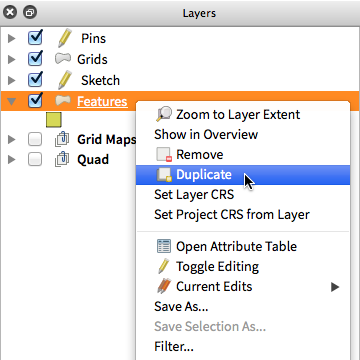 Layers
Pins
Grids
Sketch
Features
Grid Maps
Quad
Zoom to Layer Extent
Show in Overview
Remove
Duplicate
Set Layer CRS
Set Project CRS from Layer
Open Attribute Table
Toggle Editing
Current Edits
Save As...
Save Selection As...
Filter...